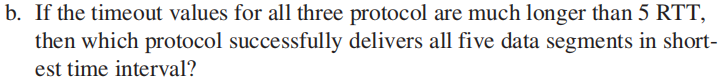 b. If the timeout values for all three protocol are much longer than 5 RTT,
then which protocol successfully delivers all five data segments in short-
est time interval?